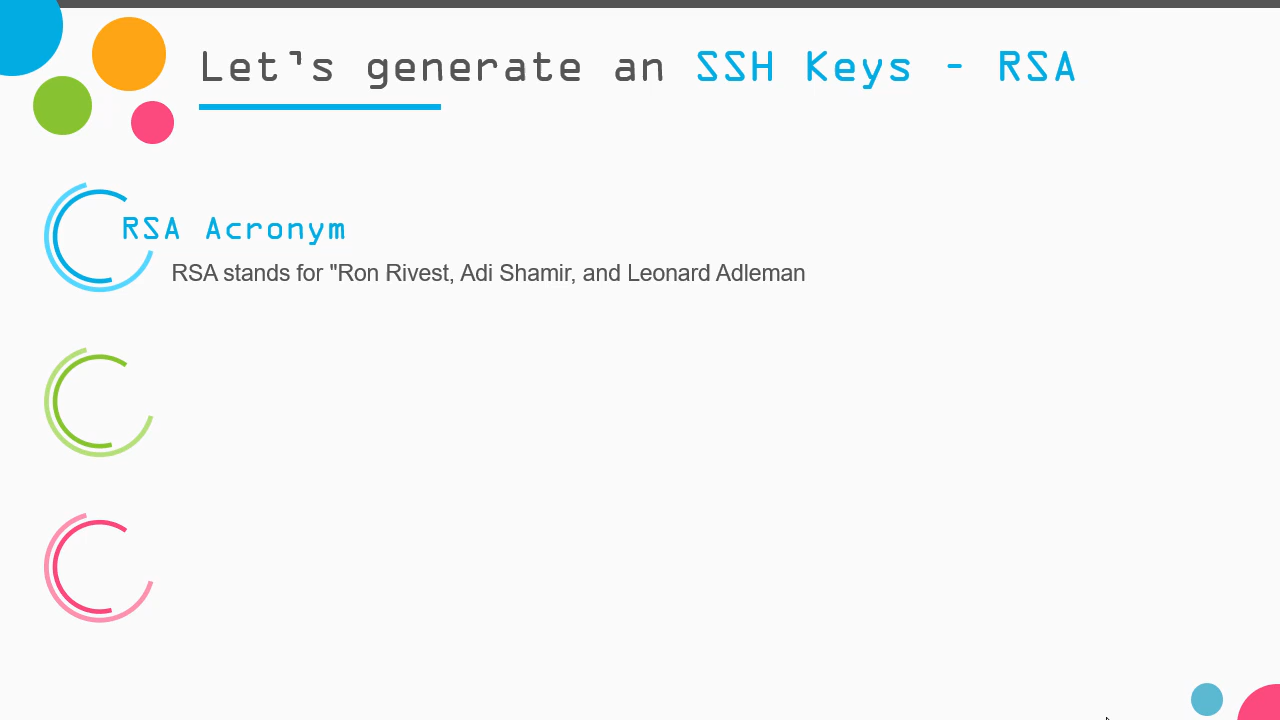 Let's generate an SSH Keys - RSA
RSA Acronym
RSA stands for "Ron Rivest, Adi Shamir, and Leonard Adleman